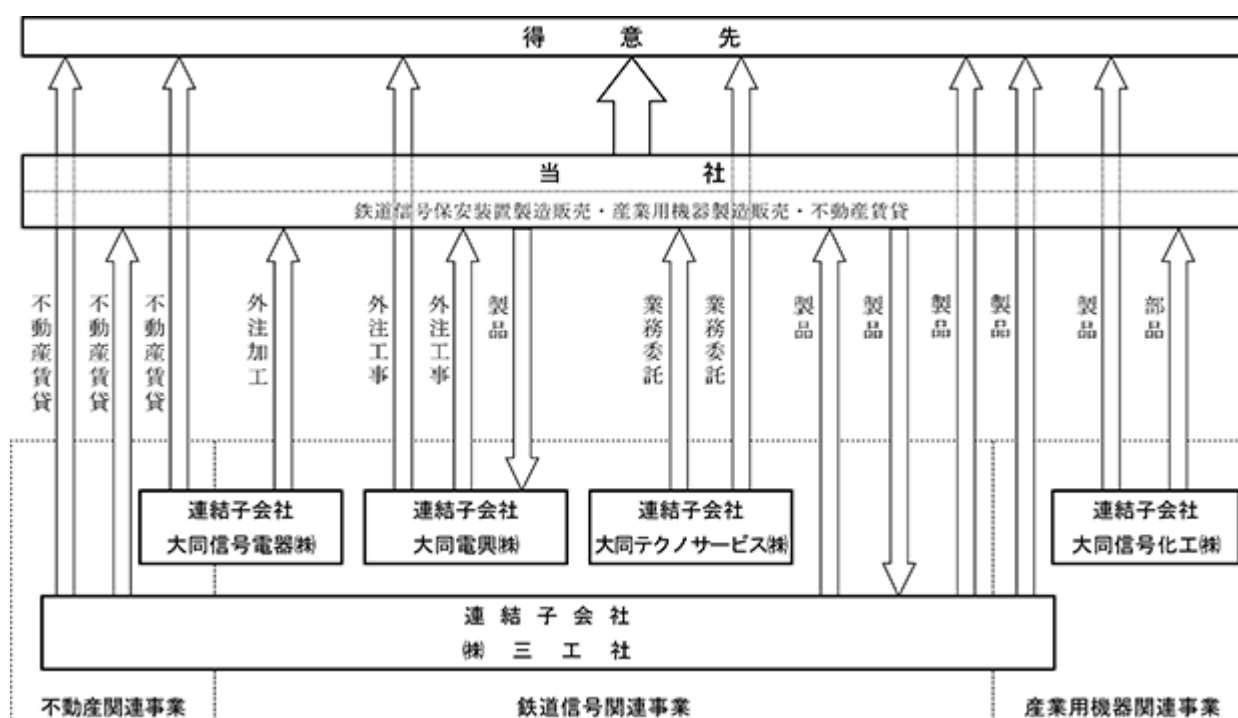 得意先
当社
鉄道信号保安装置製造販売・産業用機器製造販売・不動産賃貸
不動産賃貸
不動産賃貸
不動産賃貸
外注加工
外注工事
外注工事
製品
業務委託
業務委託
製品
製品
製品
製品
製品
部品
連結子会社
大同信号電器㈱
連結子会社
大同電興㈱
連結子会社
大同テクノサービス㈱
連結子会社
大同信号化工㈱
連結子会社
㈱三工社
不動産関連事業
鉄道信号関連事業
産業用機器関連事業